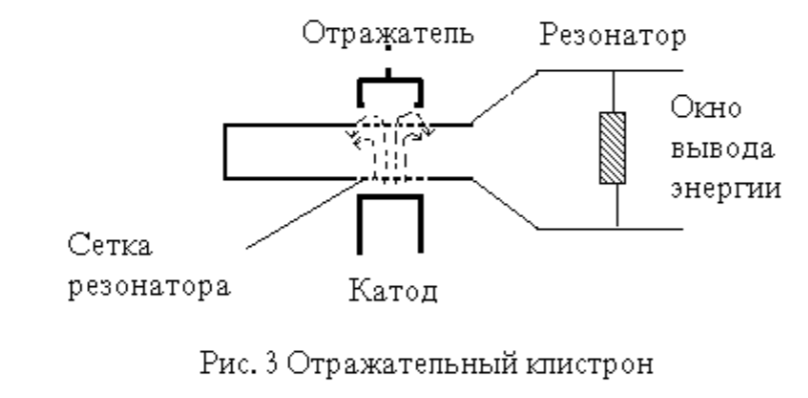 Отражатель
Резонатор
Окно
вывода
энергии
Сетка
резонатора
Катод
Рис. 3 Отражательный клистрон